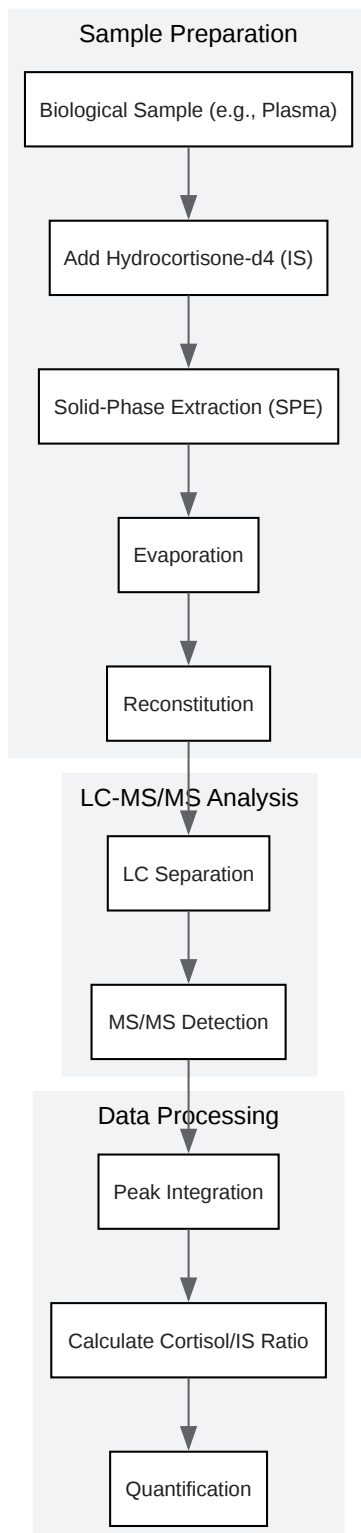 Sample Preparation
Biological Sample (e.g., Plasma)
Add Hydrocortisone-d4 (IS)
Solid-Phase Extraction (SPE)
Evaporation
Reconstitution
LC-MS/MS Analysis
LC Separation
MS/MS Detection
Data Processing
Peak Integration
Calculate Cortisol/IS Ratio
Quantification